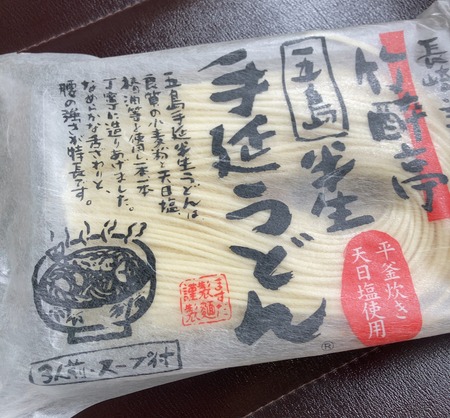 長崎
竹酔亭
五島
半生
手延うどん
平釜炊き
天日塩使用
五島手延半生うどんは
良質の小麦粉、天日塩、
椿油等を使用し一本一本
丁寧に造りあげました。
なめらかな舌ざわりと、
腰の強さが特長です。
ますだ
製麺
謹製
3人前・スープ付
®